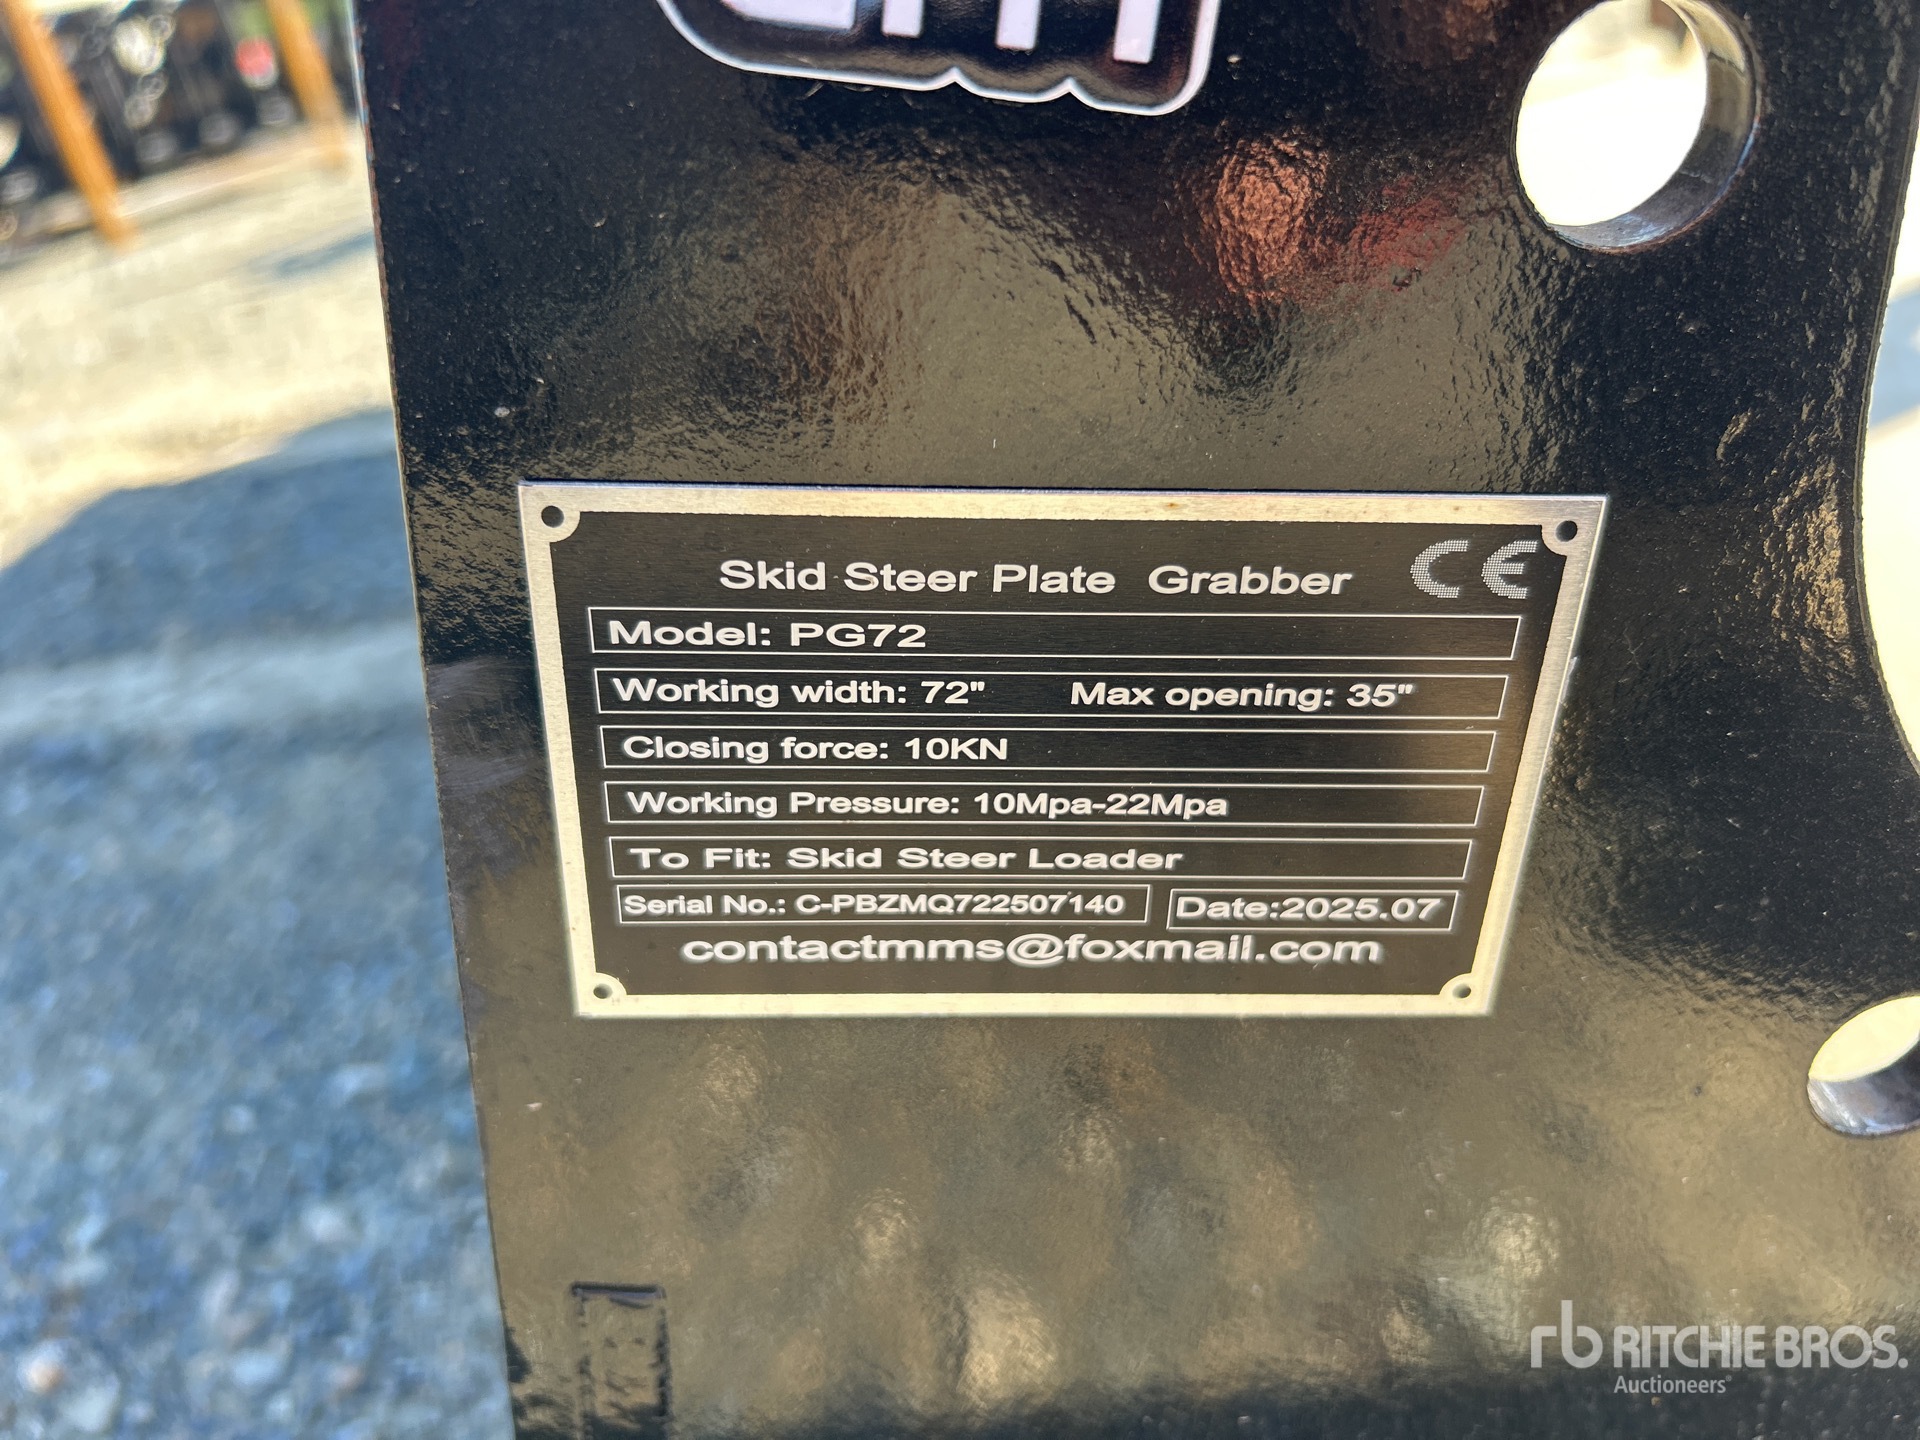 Skid Steer Plate Grabber CE
Model: PG72
Working width: 72" Max opening: 35"
Closing force: 10KN
Working Pressure: 10Mpa-22Mpa
To Fit: Skid Steer Loader
Serial No.: C-PBZMQ722507140 Date:2025.07
contactmms@foxmail.com
rb RITCHIE BROS.
Auctioneers